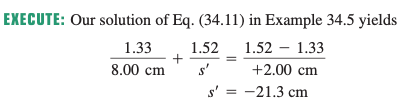 EXECUTE: Our solution of Eq. (34.11) in Example 34.5 yields
1.33/8.00 cm + 1.52/s′ = (1.52 − 1.33)/+2.00 cm
s′ = −21.3 cm